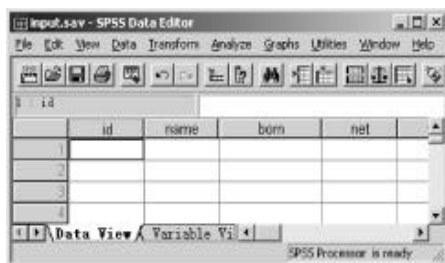 input.sav - SPSS Data Editor
File Edit View Data Transform Analyze Graphs Utilities Window Help
1 : id
id name born net
1
2
3
4
Data View Variable Vi
SPSS Processor is ready